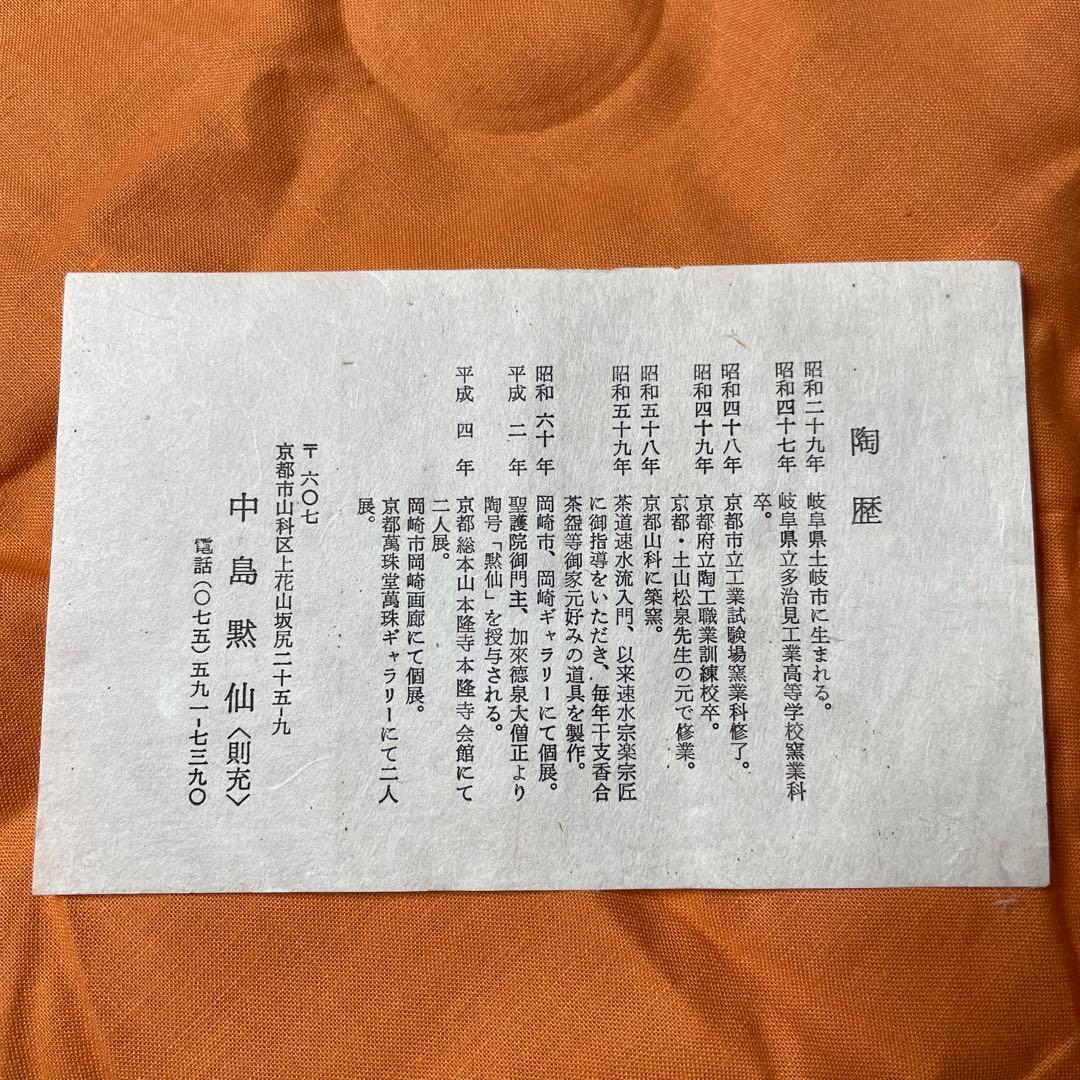 陶歴
昭和二十九年 岐阜県土岐市に生まれる。
昭和四十七年 岐阜県立多治見工業高等学校窯業科
卒。
昭和四十八年 京都市立工業試験場窯業科修了。
昭和四十九年 京都府立陶工職業訓練校卒。
京都・土山松泉先生の元で修業。
昭和五十八年 京都山科に築窯。
昭和五十九年 茶道速水流入門、以来速水宗楽宗匠
に御指導をいただき、毎年干支香合
茶盌等御家元好みの道具を製作。
昭和 六十 年 岡崎市、岡崎ギャラリーにて個展。
平成 二 年 聖護院御門主、加來德泉大僧正より
陶号「黙仙」を授与される。
平成 四 年 京都総本山本隆寺本隆寺会館にて
二人展。
岡崎市岡崎画廊にて個展。
京都萬珠堂萬珠ギャラリーにて二人
展。
〒六〇七
京都市山科区上花山坂尻二十五-九
中島黙仙〈則充〉
電話(〇七五)五九一-七三九〇